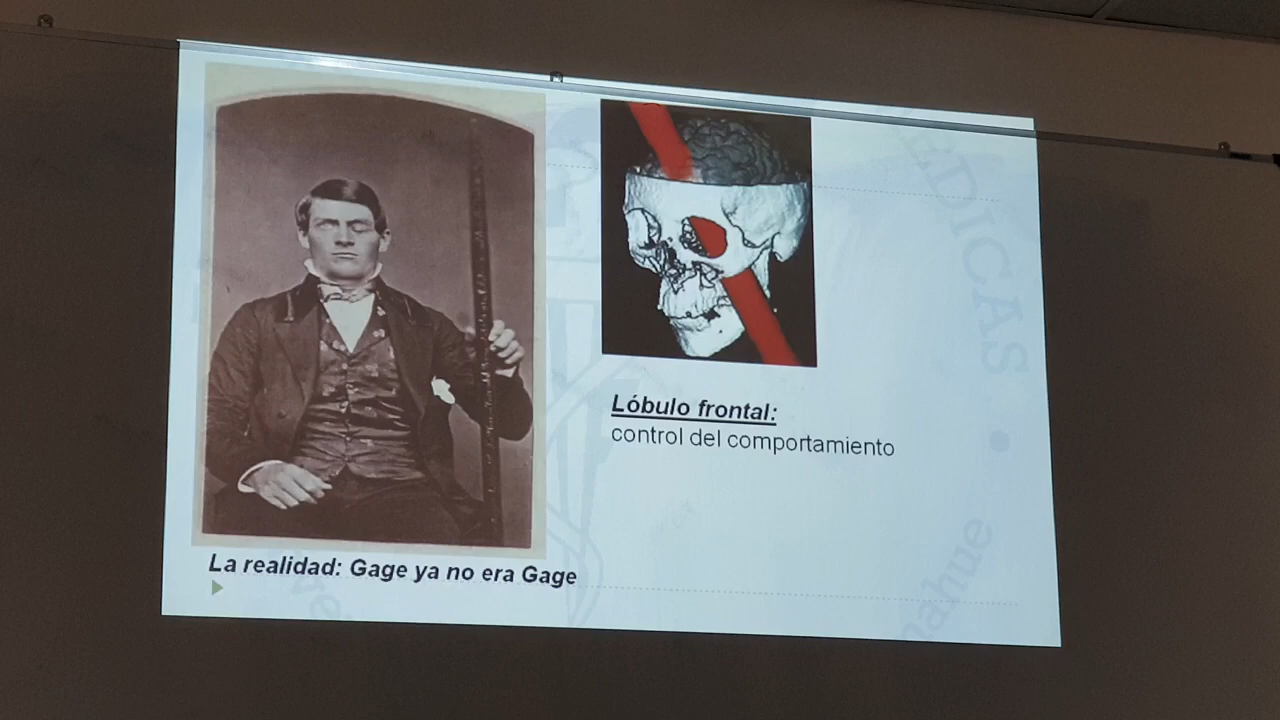 Lóbulo frontal:
control del comportamiento
La realidad: Gage ya no era Gage